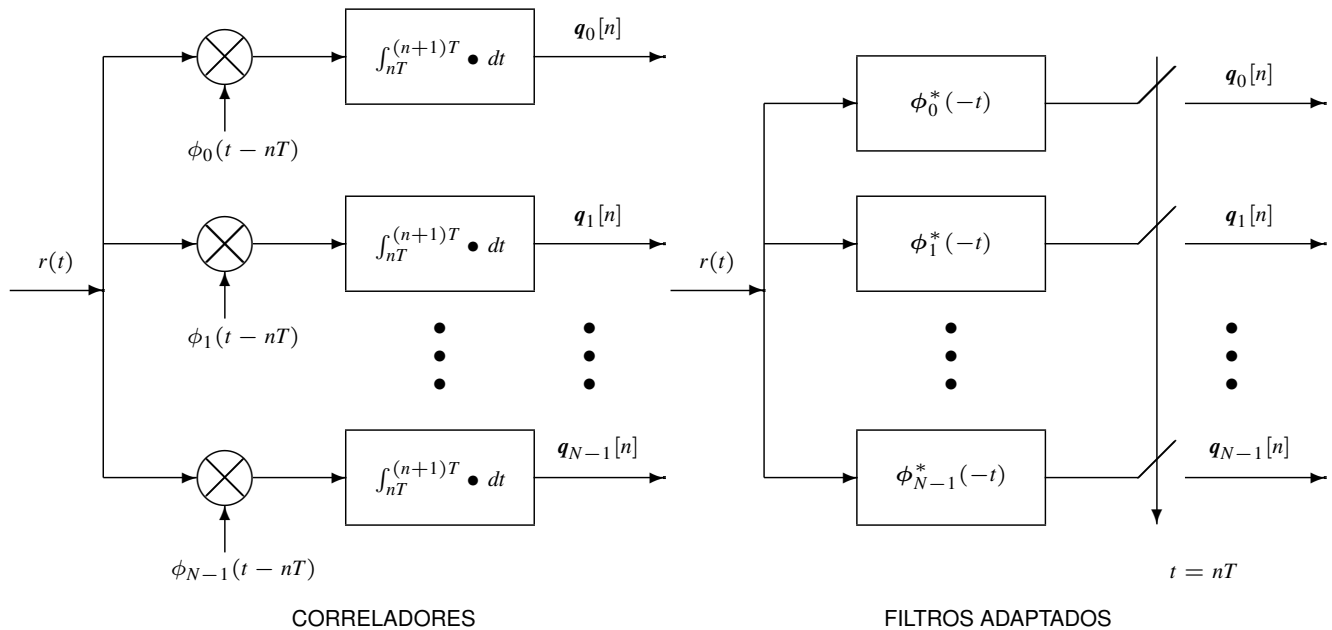 r(t)
q_0[n]
∫_{nT}^{(n+1)T} • dt
ϕ_0(t − nT)
q_1[n]
∫_{nT}^{(n+1)T} • dt
ϕ_1(t − nT)
q_{N−1}[n]
∫_{nT}^{(n+1)T} • dt
ϕ_{N−1}(t − nT)
CORRELADORES
r(t)
ϕ_0^*(−t)
q_0[n]
ϕ_1^*(−t)
q_1[n]
ϕ_{N−1}^*(−t)
q_{N−1}[n]
t = nT
FILTROS ADAPTADOS